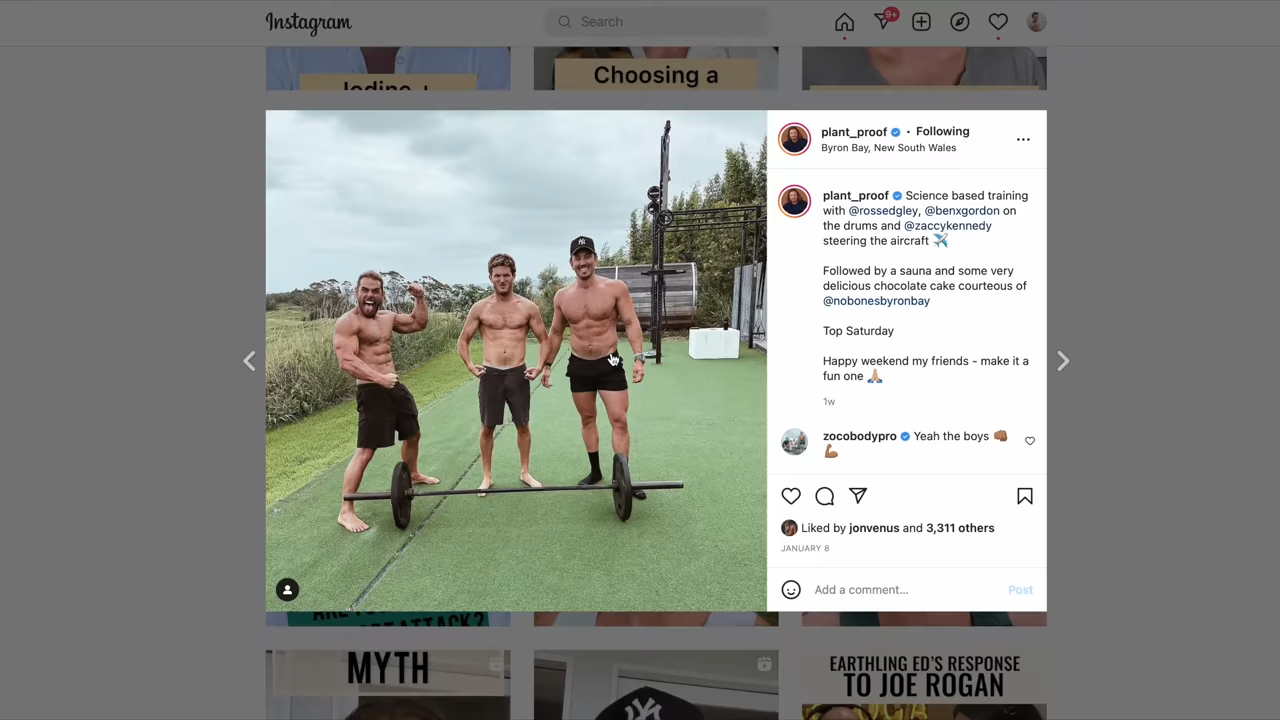 Instagram
Search
9+
Iodine +
Choosing a
plant_proof • Following
Byron Bay, New South Wales
plant_proof Science based training
with @rossedgley, @benxgordon on
the drums and @zaccykennedy
steering the aircraft ✈️
Followed by a sauna and some very
delicious chocolate cake courteous of
@nobonesbyronbay
Top Saturday
Happy weekend my friends - make it a
fun one 🙏🏽
1w
zocobodypro Yeah the boys 👊🏾
💪🏽
Liked by jonvenus and 3,311 others
JANUARY 8
Add a comment...
Post
MYTH
EARTHLING ED'S RESPONSE
TO JOE ROGAN